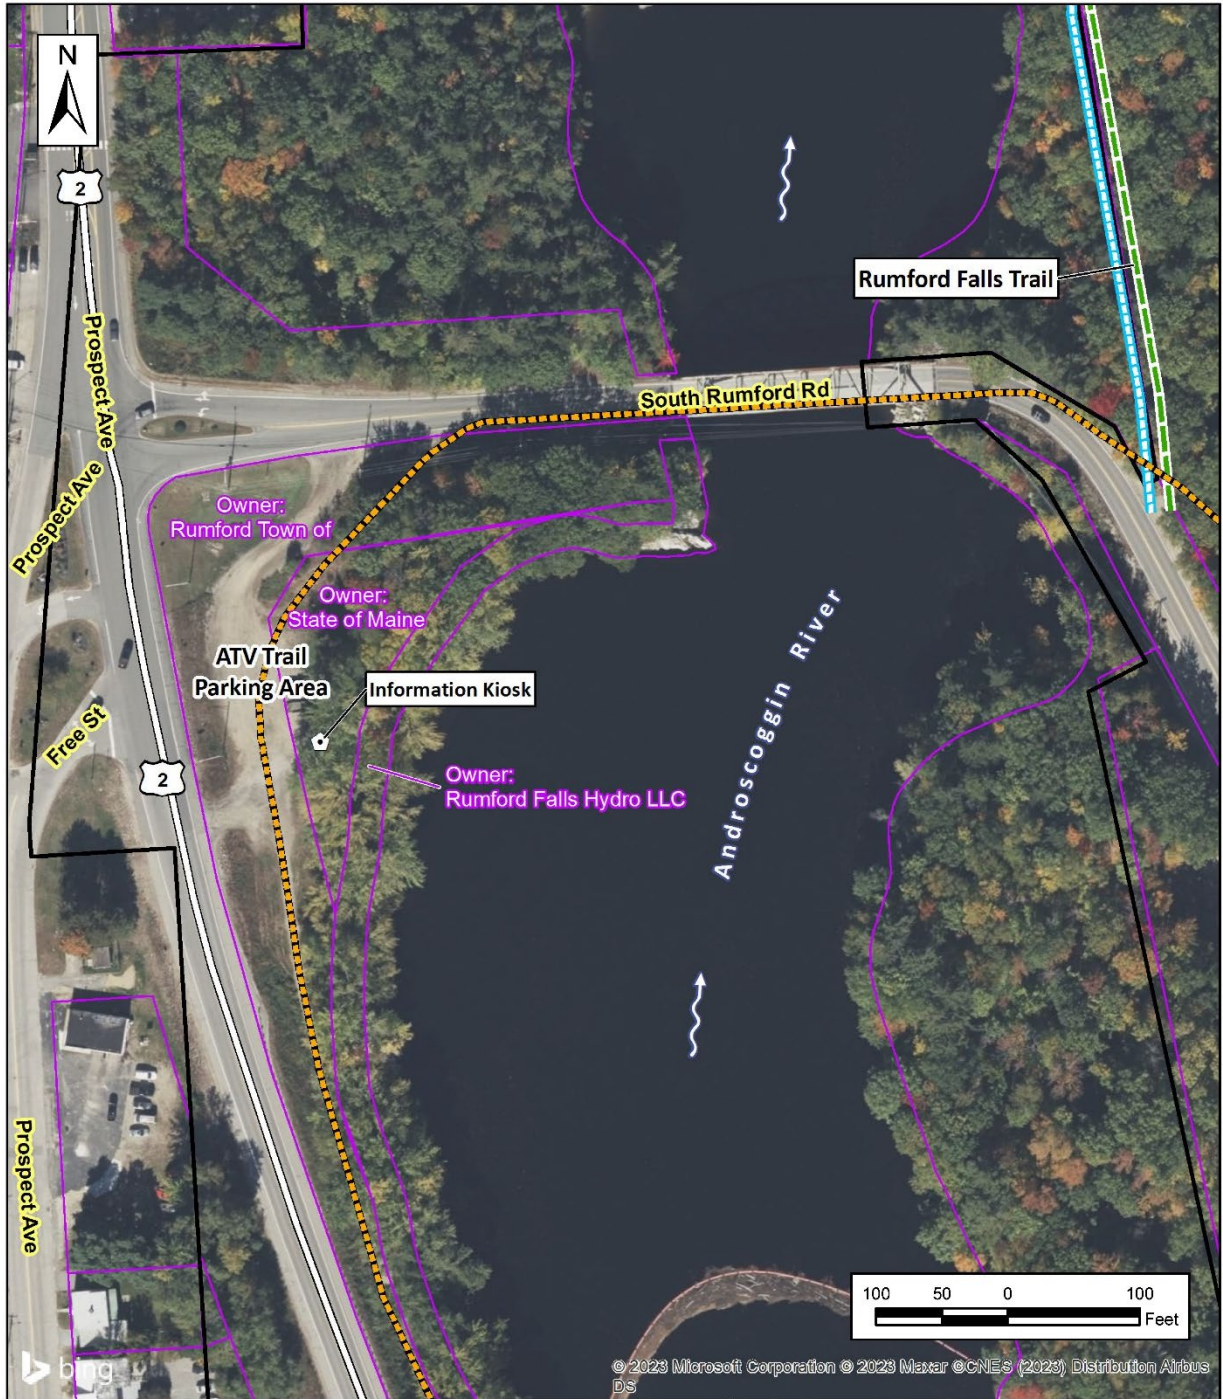 N
2
Rumford Falls Trail
Prospect Ave
South Rumford Rd
Prospect Ave
Owner:
Rumford Town of
Owner:
State of Maine
ATV Trail
Parking Area
Information Kiosk
Androscoggin River
Free St
2
Owner:
Rumford Falls Hydro LLC
Prospect Ave
100 50 0 100
Feet
bing
© 2023 Microsoft Corporation © 2023 Maxar ©CNES (2023) Distribution Airbus
DS